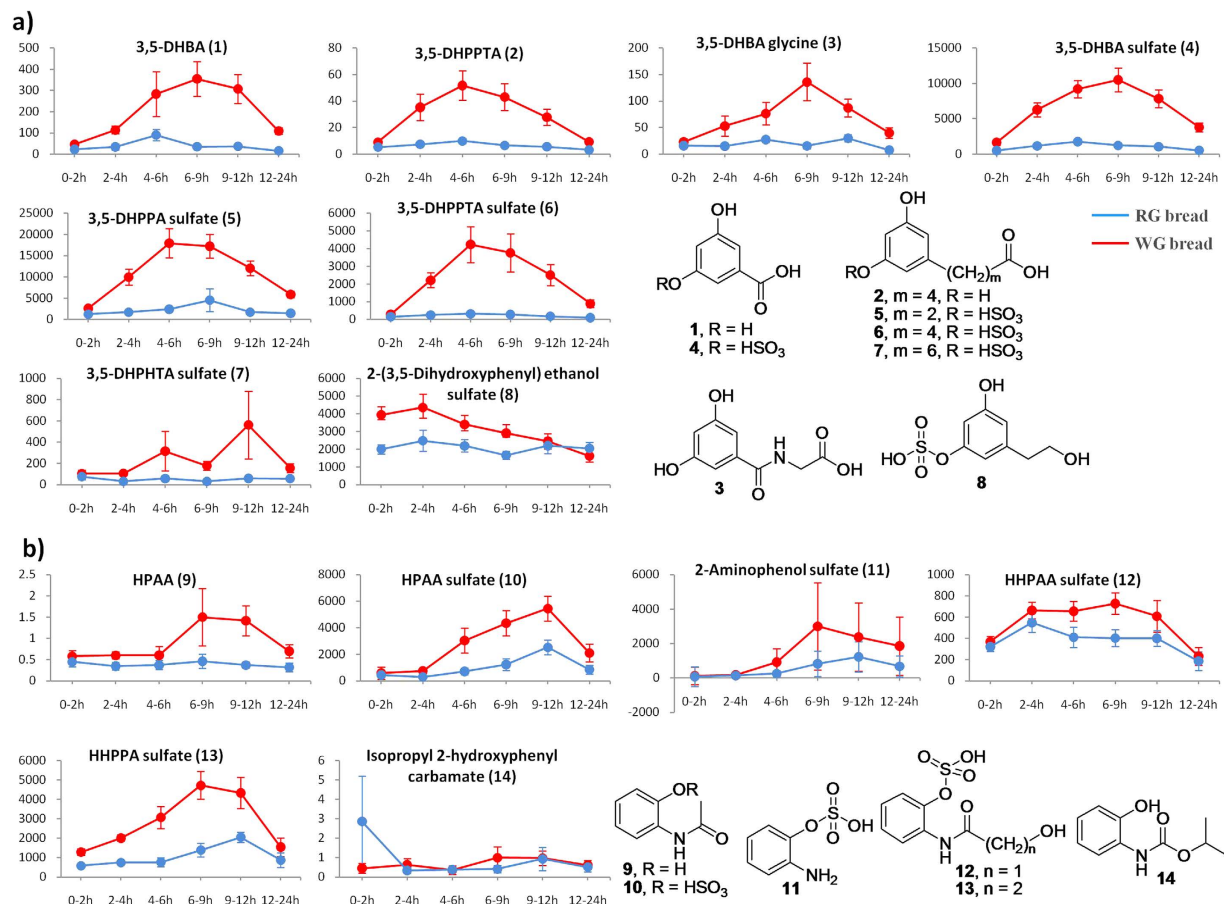 a)
3,5-DHBA (1)
500
400
300
200
100
0
0-2h 2-4h 4-6h 6-9h 9-12h 12-24h
3,5-DHPPTA (2)
80
60
40
20
0
0-2h 2-4h 4-6h 6-9h 9-12h 12-24h
3,5-DHBA glycine (3)
200
150
100
50
0
0-2h 2-4h 4-6h 6-9h 9-12h 12-24h
3,5-DHBA sulfate (4)
15000
10000
5000
0
0-2h 2-4h 4-6h 6-9h 9-12h 12-24h
3,5-DHPPA sulfate (5)
25000
20000
15000
10000
5000
0
0-2h 2-4h 4-6h 6-9h 9-12h 12-24h
3,5-DHPPTA sulfate (6)
6000
5000
4000
3000
2000
1000
0
0-2h 2-4h 4-6h 6-9h 9-12h 12-24h
OH
RO
OH
O
1, R = H
4, R = HSO3
OH
RO
(CH2)m
O
OH
2, m = 4, R = H
5, m = 2, R = HSO3
6, m = 4, R = HSO3
7, m = 6, R = HSO3
RG bread
WG bread
3,5-DHPHTA sulfate (7)
1000
800
600
400
200
0
0-2h 2-4h 4-6h 6-9h 9-12h 12-24h
2-(3,5-Dihydroxyphenyl) ethanol
sulfate (8)
6000
5000
4000
3000
2000
1000
0
0-2h 2-4h 4-6h 6-9h 9-12h 12-24h
OH
HO
H
N
O
O
OH
3
OH
O
S
O
HO
O
OH
8
b)
HPAA (9)
2.5
2
1.5
1
0.5
0
0-2h 2-4h 4-6h 6-9h 9-12h 12-24h
HPAA sulfate (10)
8000
6000
4000
2000
0
0-2h 2-4h 4-6h 6-9h 9-12h 12-24h
2-Aminophenol sulfate (11)
6000
4000
2000
0
-2000
0-2h 2-4h 4-6h 6-9h 9-12h 12-24h
HHPAA sulfate (12)
1000
800
600
400
200
0
0-2h 2-4h 4-6h 6-9h 9-12h 12-24h
HHPPA sulfate (13)
6000
5000
4000
3000
2000
1000
0
0-2h 2-4h 4-6h 6-9h 9-12h 12-24h
Isopropyl 2-hydroxyphenyl
carbamate (14)
6
5
4
3
2
1
0
0-2h 2-4h 4-6h 6-9h 9-12h 12-24h
OR
N
H
O
9, R = H
10, R = HSO3
O
O
S
O
OH
NH2
11
O
OH
S
O
O
O
N
H
(CH2)n
OH
12, n = 1
13, n = 2
OH
O
N
H
O
14